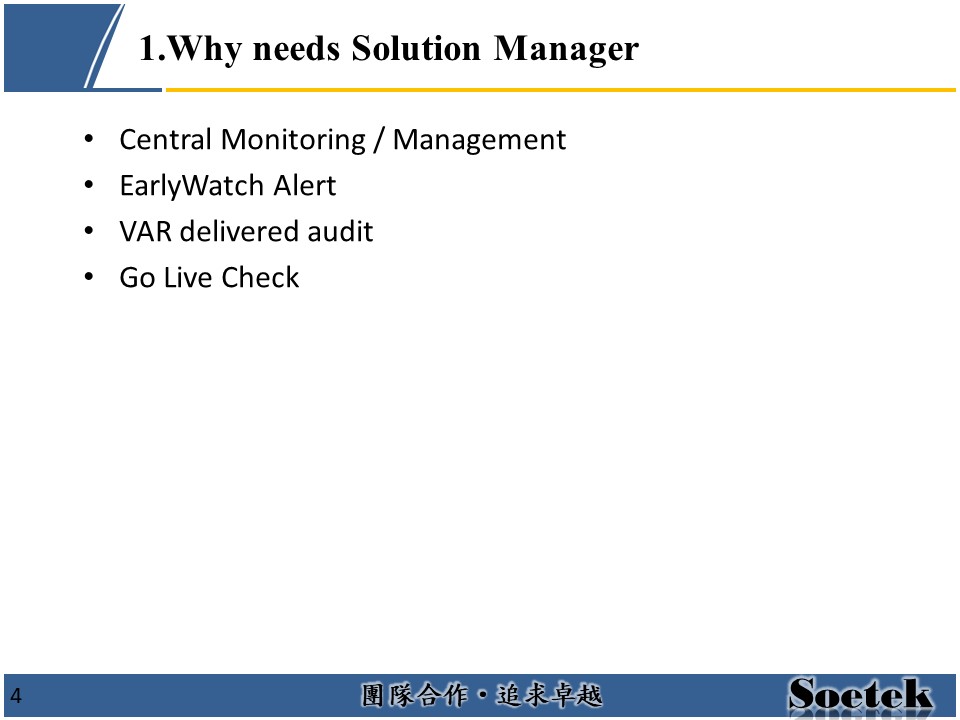 1.Why needs Solution Manager
• Central Monitoring / Management
• EarlyWatch Alert
• VAR delivered audit
• Go Live Check
4
團隊合作·追求卓越
Soetek